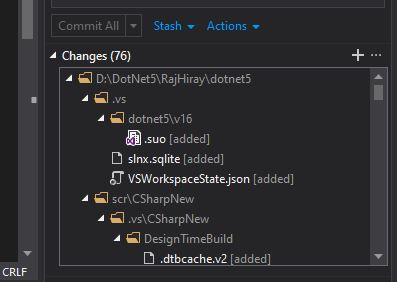 Commit All Stash Actions
Changes (76)
D:\DotNet5\RajHiray\dotnet5
.vs
dotnet5\v16
.suo [added]
slnx.sqlite [added]
VSWorkspaceState.json [added]
scr\CSharpNew
.vs\CSharpNew
DesignTimeBuild
.dtbcache.v2 [added]
CRLF